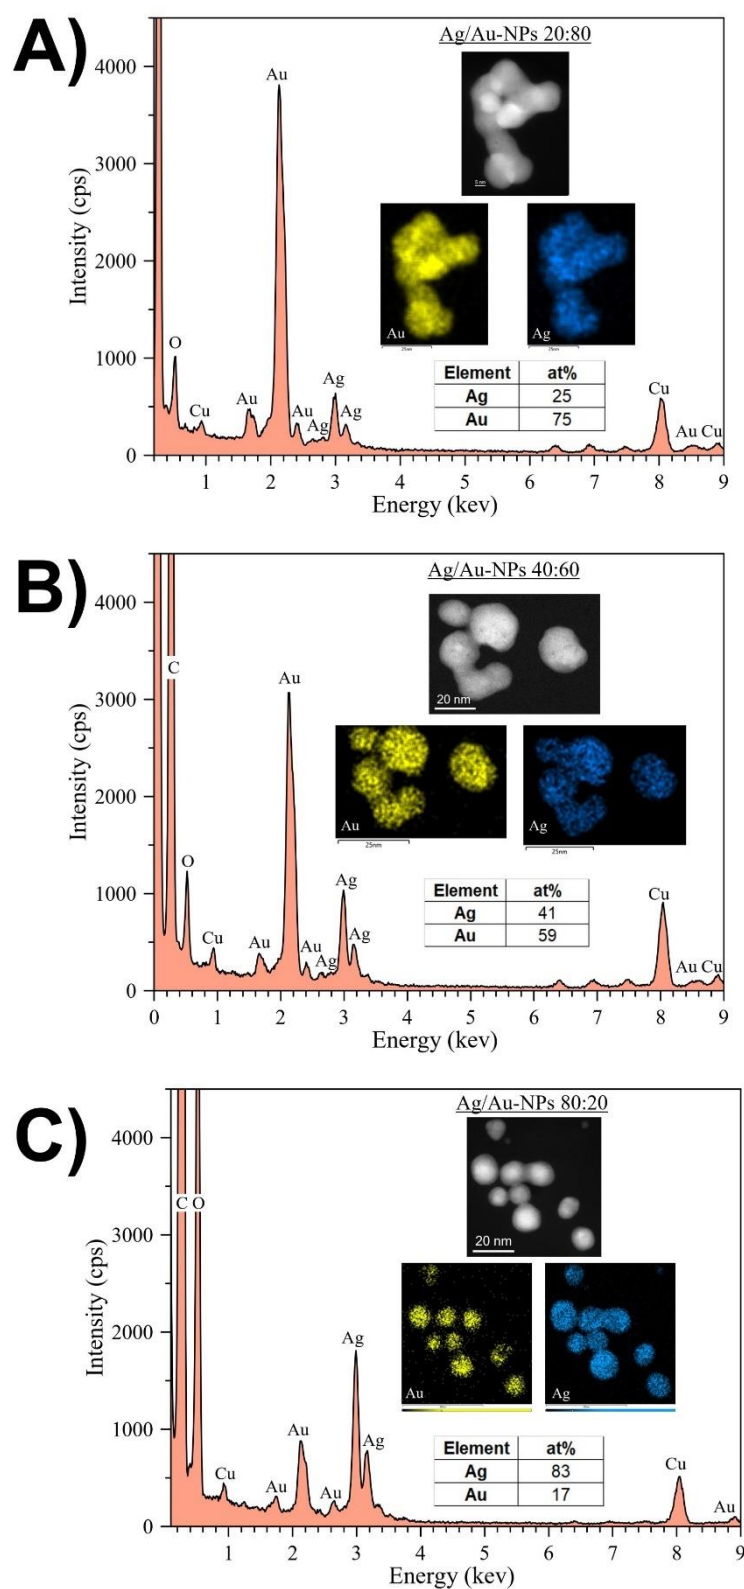 A)
Ag/Au-NPs 20:80
4000
3000
2000
1000
0
Intensity (cps)
O
Cu
Au
Au
Au
Ag
Ag
Ag
Cu
Au
Cu
5 nm
Au
25nm
Ag
25nm
Element at%
Ag 25
Au 75
1 2 3 4 5 6 7 8 9
Energy (kev)
B)
Ag/Au-NPs 40:60
4000
3000
2000
1000
0
Intensity (cps)
C
O
Cu
Au
Au
Au
Ag
Ag
Ag
Cu
Au
Cu
20 nm
Au
25nm
Ag
25nm
Element at%
Ag 41
Au 59
0 1 2 3 4 5 6 7 8 9
Energy (kev)
C)
Ag/Au-NPs 80:20
4000
3000
2000
1000
0
Intensity (cps)
C
O
Cu
Au
Au
Au
Ag
Ag
Cu
Au
20 nm
Au
Ag
Element at%
Ag 83
Au 17
1 2 3 4 5 6 7 8 9
Energy (kev)